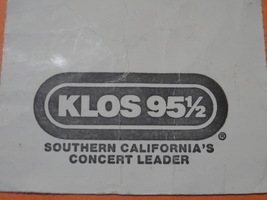 KLOS 95½
®
SOUTHERN CALIFORNIA'S
CONCERT LEADER